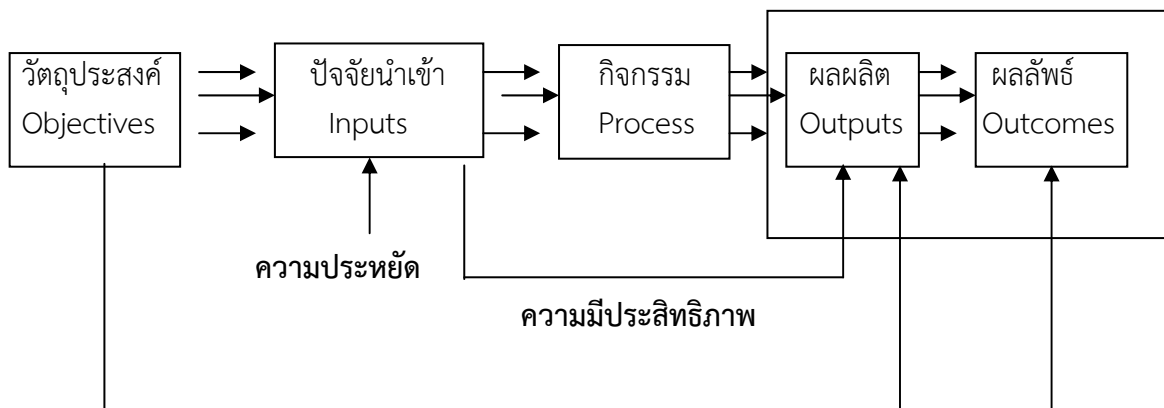 วัตถุประสงค์
Objectives
ปัจจัยนำเข้า
Inputs
กิจกรรม
Process
ผลผลิต
Outputs
ผลลัพธ์
Outcomes
ความประหยัด
ความมีประสิทธิภาพ